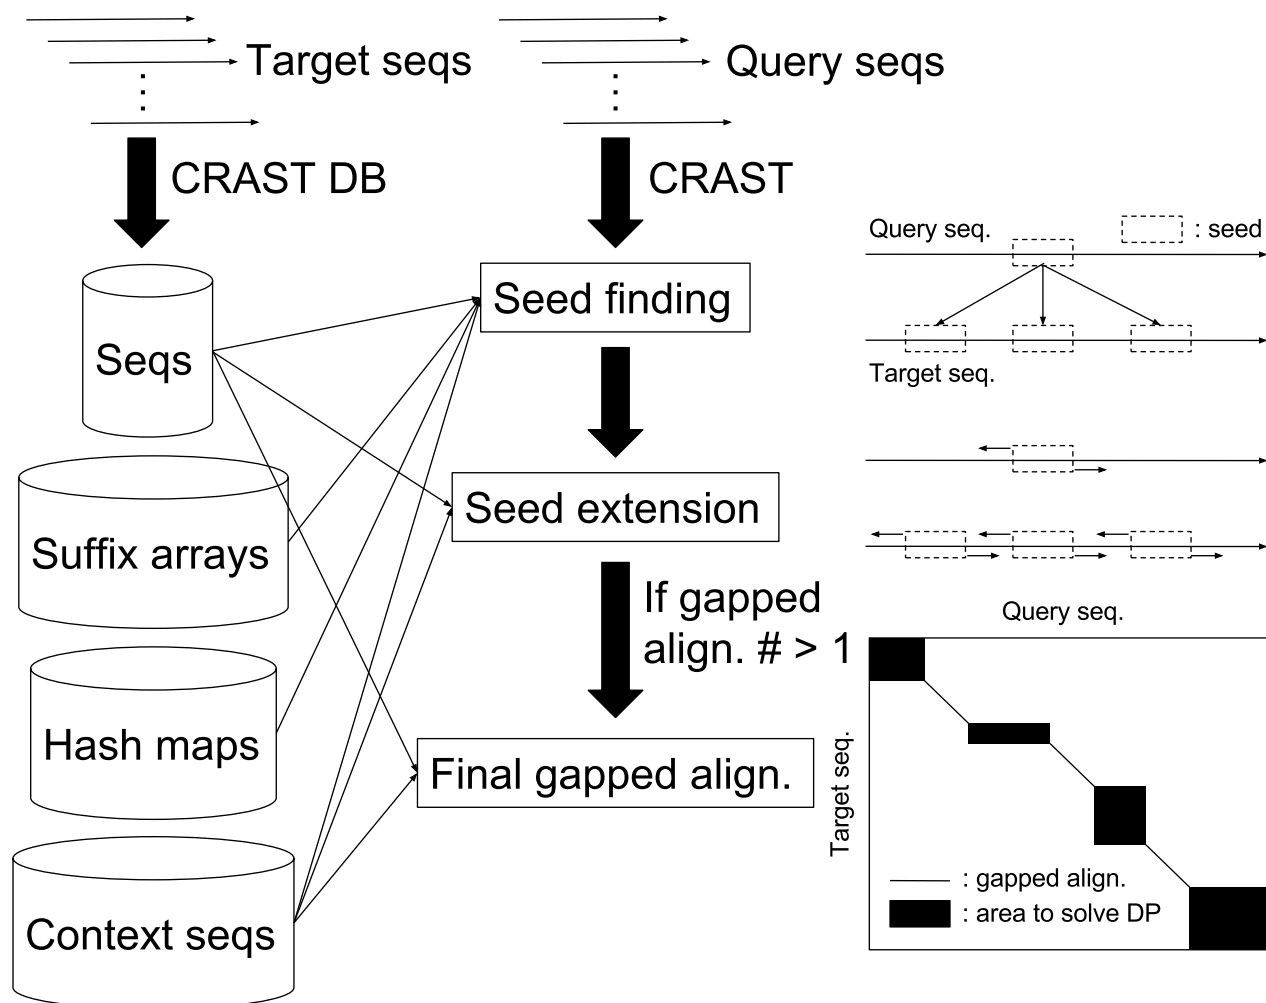 Target seqs
Query seqs
CRAST DB
CRAST
Query seq.
: seed
Seed finding
Seqs
Target seq.
Seed extension
Suffix arrays
If gapped
align. # > 1
Query seq.
Hash maps
Final gapped align.
Target seq.
: gapped align.
: area to solve DP
Context seqs